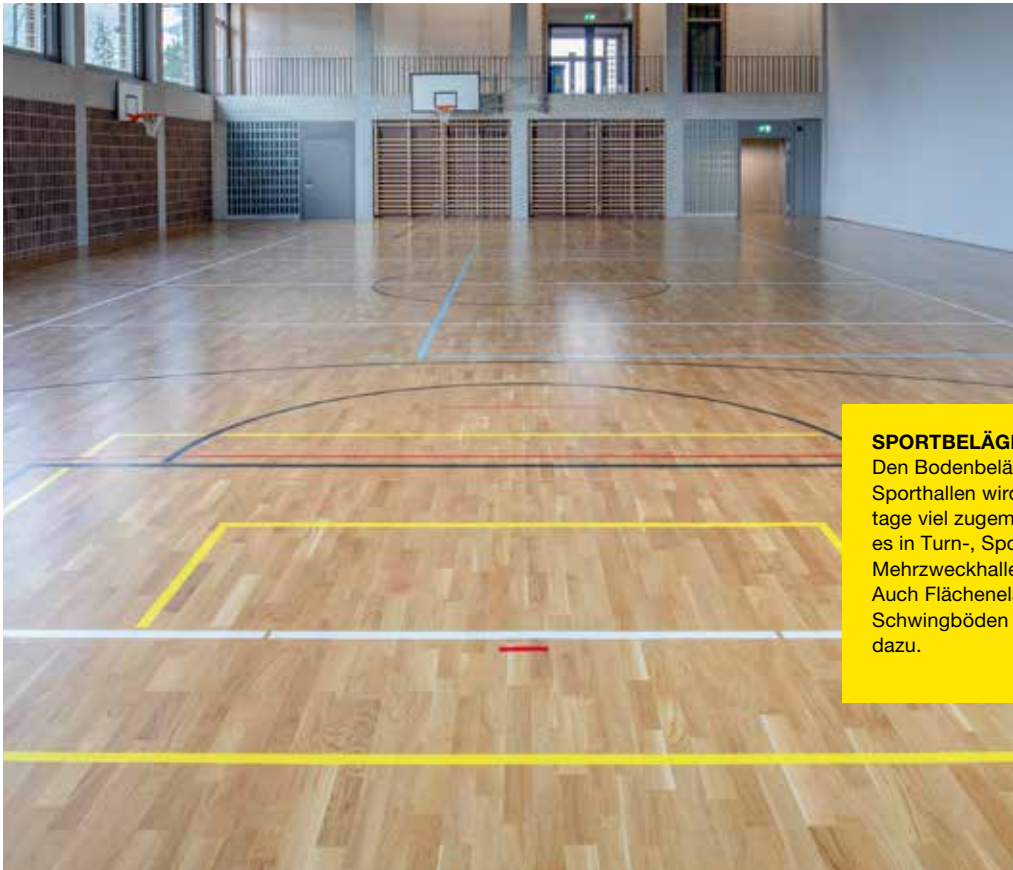 SPORTBELÄG
Den Bodenbelä
Sporthallen wird
tage viel zugem
es in Turn-, Spo
Mehrzweckhalle
Auch Flächenel
Schwingböden
dazu.